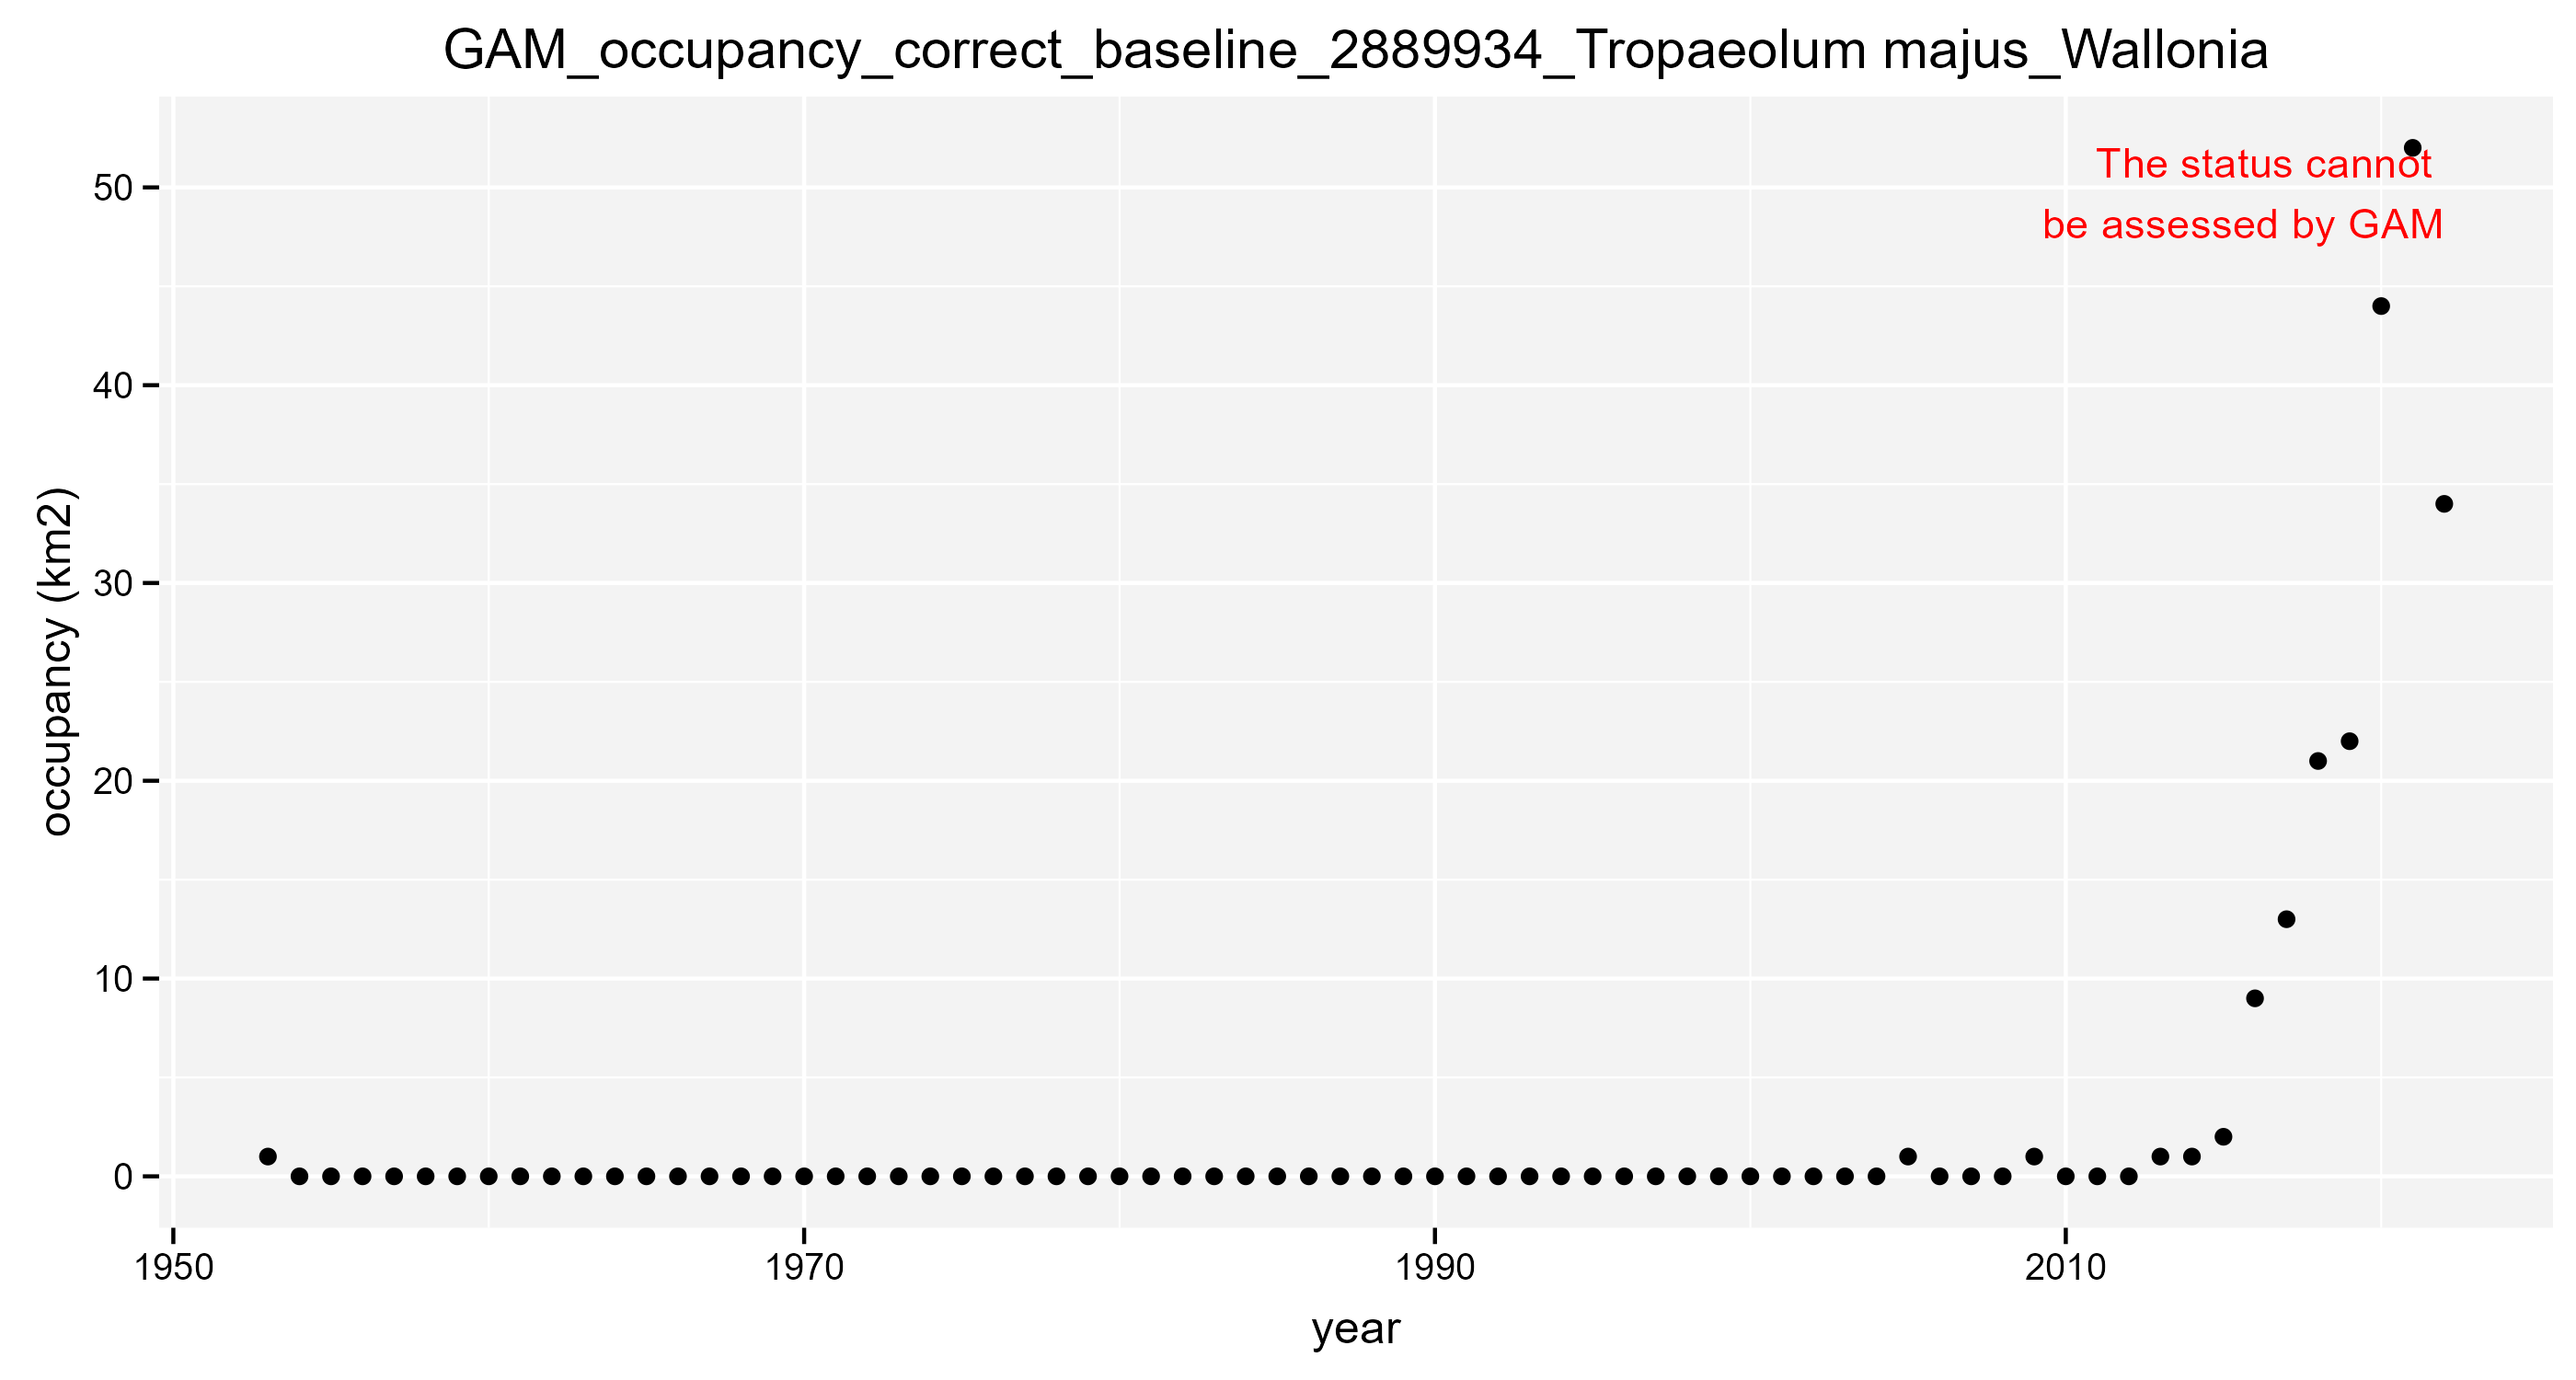 GAM_occupancy_correct_baseline_2889934_Tropaeolum majus_Wallonia
The status cannot
be assessed by GAM
occupancy (km2)
50
40
30
20
10
0
1950
1970
1990
2010
year